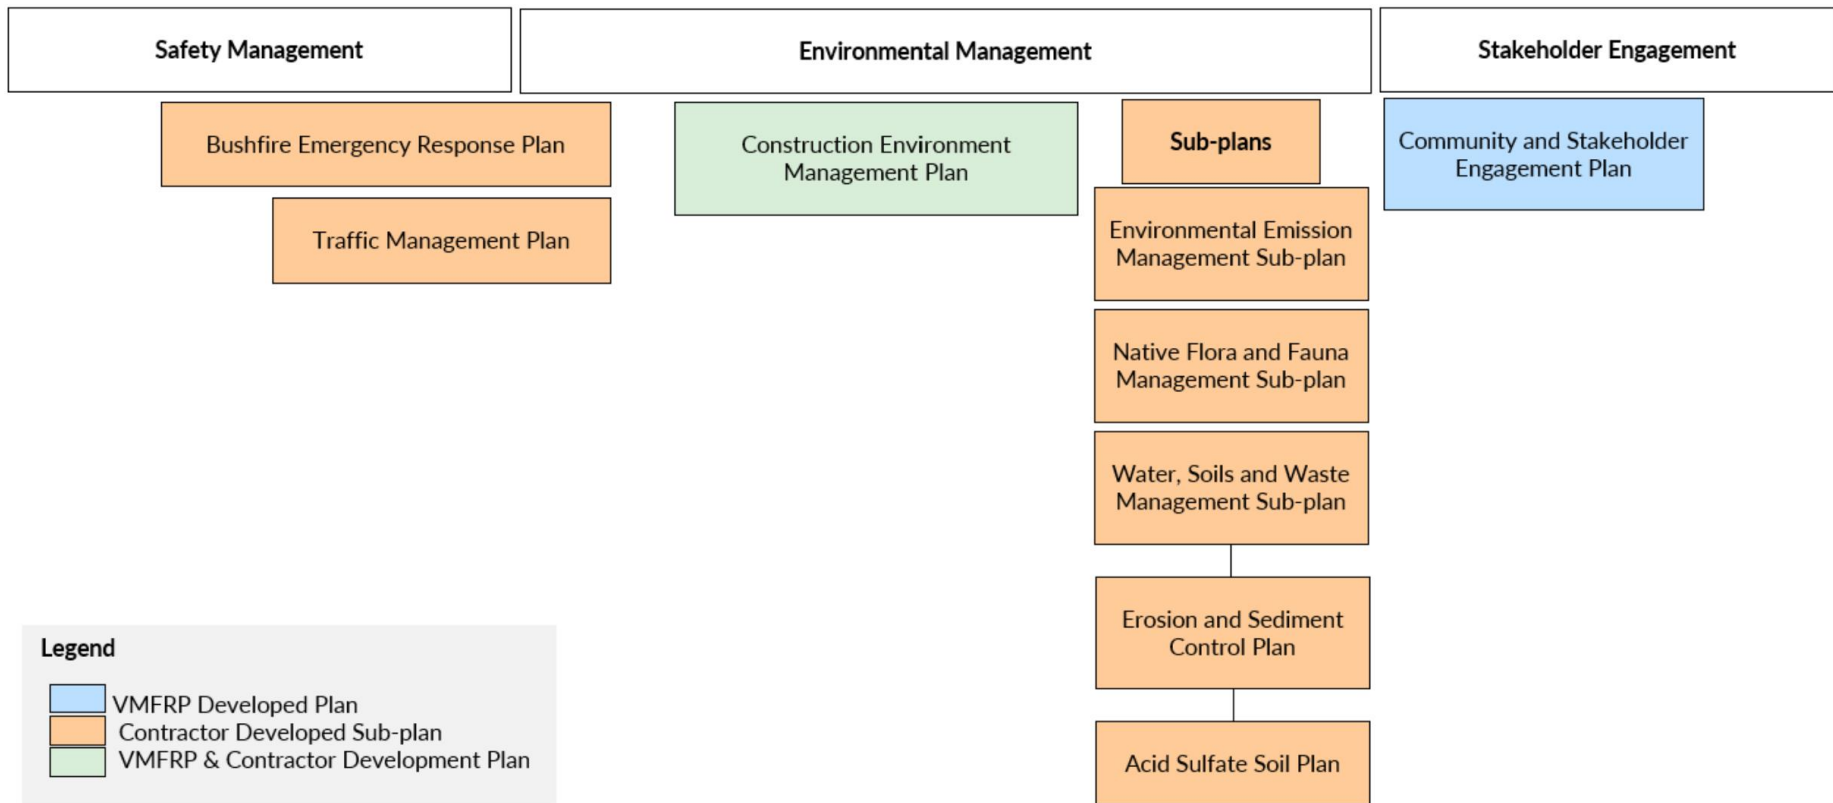 Safety Management
Environmental Management
Stakeholder Engagement
Bushfire Emergency Response Plan
Traffic Management Plan
Construction Environment
Management Plan
Sub-plans
Environmental Emission
Management Sub-plan
Native Flora and Fauna
Management Sub-plan
Water, Soils and Waste
Management Sub-plan
Erosion and Sediment
Control Plan
Acid Sulfate Soil Plan
Community and Stakeholder
Engagement Plan
Legend
VMFRP Developed Plan
Contractor Developed Sub-plan
VMFRP & Contractor Development Plan